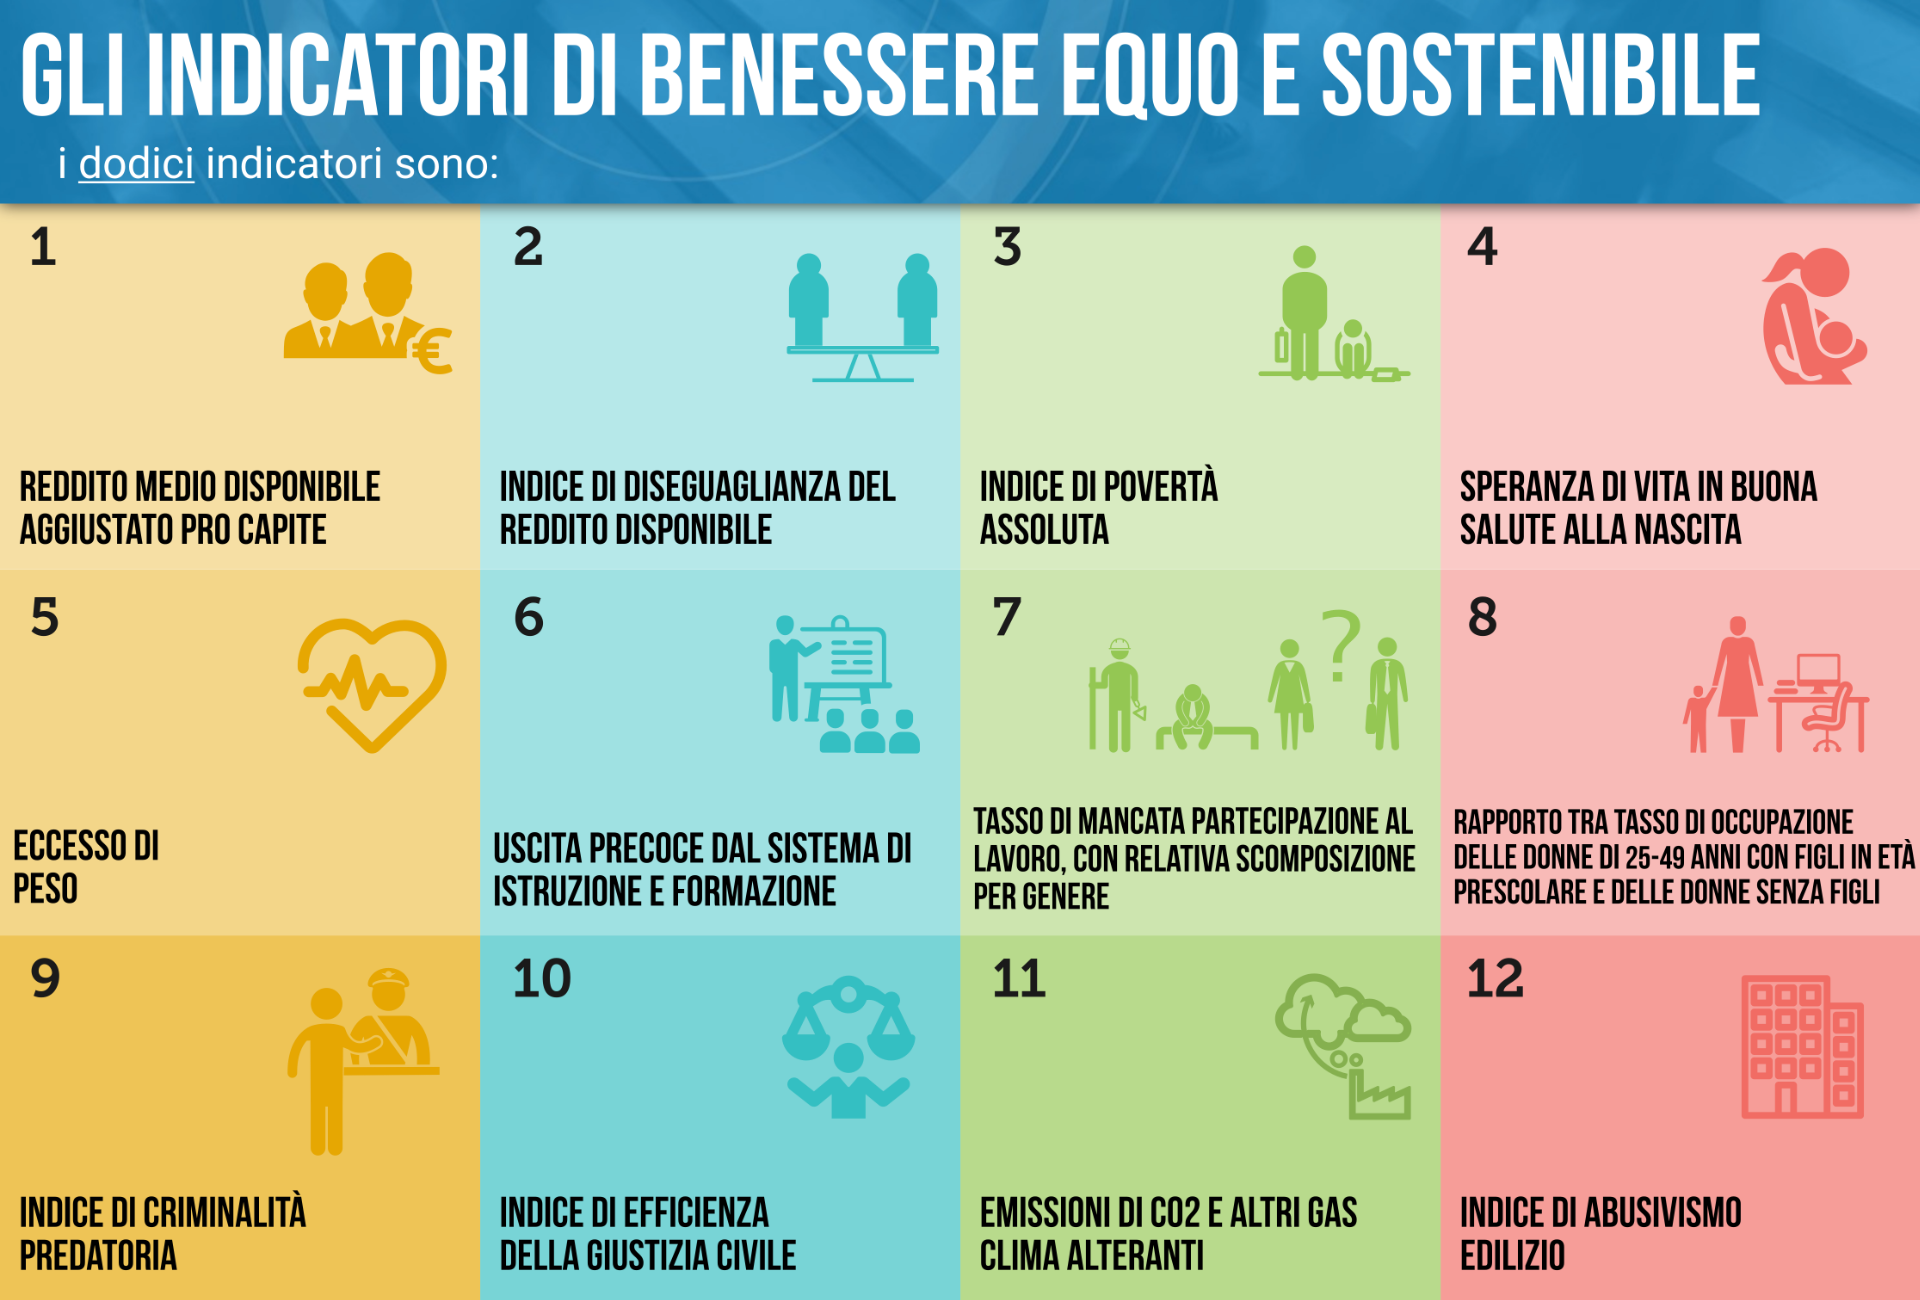 GLI INDICATORI DI BENESSERE EQUO E SOSTENIBILE
i dodici indicatori sono:
1
REDDITO MEDIO DISPONIBILE
AGGIUSTATO PRO CAPITE
2
INDICE DI DISEGUAGLIANZA DEL
REDDITO DISPONIBILE
3
INDICE DI POVERTÀ
ASSOLUTA
4
SPERANZA DI VITA IN BUONA
SALUTE ALLA NASCITA
5
ECCESSO DI
PESO
6
USCITA PRECOCE DAL SISTEMA DI
ISTRUZIONE E FORMAZIONE
7
?
TASSO DI MANCATA PARTECIPAZIONE AL
LAVORO, CON RELATIVA SCOMPOSIZIONE
PER GENERE
8
RAPPORTO TRA TASSO DI OCCUPAZIONE
DELLE DONNE DI 25-49 ANNI CON FIGLI IN ETÀ
PRESCOLARE E DELLE DONNE SENZA FIGLI
9
INDICE DI CRIMINALITÀ
PREDATORIA
10
INDICE DI EFFICIENZA
DELLA GIUSTIZIA CIVILE
11
EMISSIONI DI CO2 E ALTRI GAS
CLIMA ALTERANTI
12
INDICE DI ABUSIVISMO
EDILIZIO